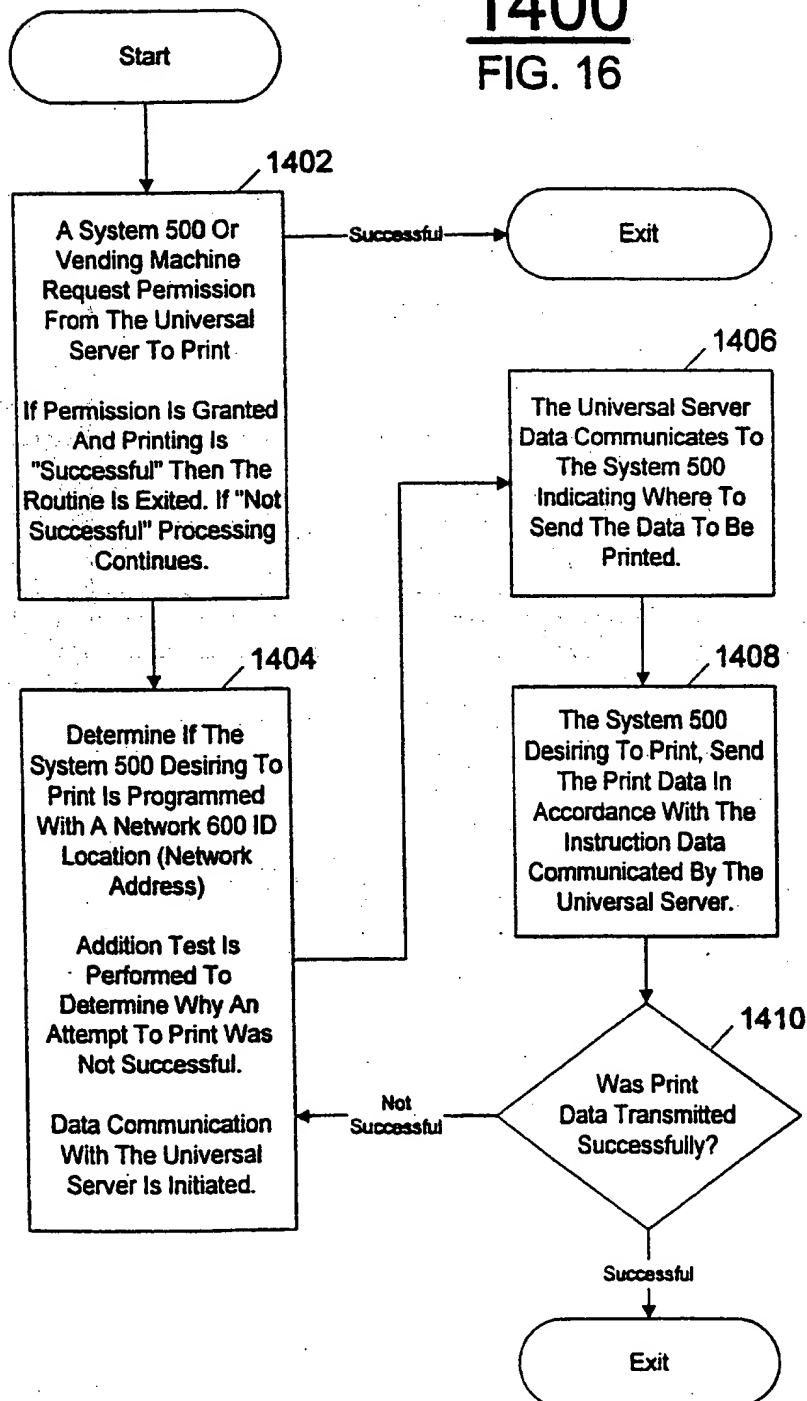 1400
FIG. 16
Start
1402
A System 500 Or
Vending Machine
Request Permission
From The Universal
Server To Print
If Permission Is Granted
And Printing Is
"Successful" Then The
Routine Is Exited. If "Not
Successful" Processing
Continues.
Successful
Exit
1404
Determine If The
System 500 Desiring To
Print Is Programmed
With A Network 600 ID
Location (Network
Address)
Addition Test Is
Performed To
Determine Why An
Attempt To Print Was
Not Successful.
Data Communication
With The Universal
Server Is Initiated.
1406
The Universal Server
Data Communicates To
The System 500
Indicating Where To
Send The Data To Be
Printed.
1408
The System 500
Desiring To Print, Send
The Print Data In
Accordance With The
Instruction Data
Communicated By The
Universal Server.
1410
Was Print
Data Transmitted
Successfully?
Not
Successful
Successful
Exit